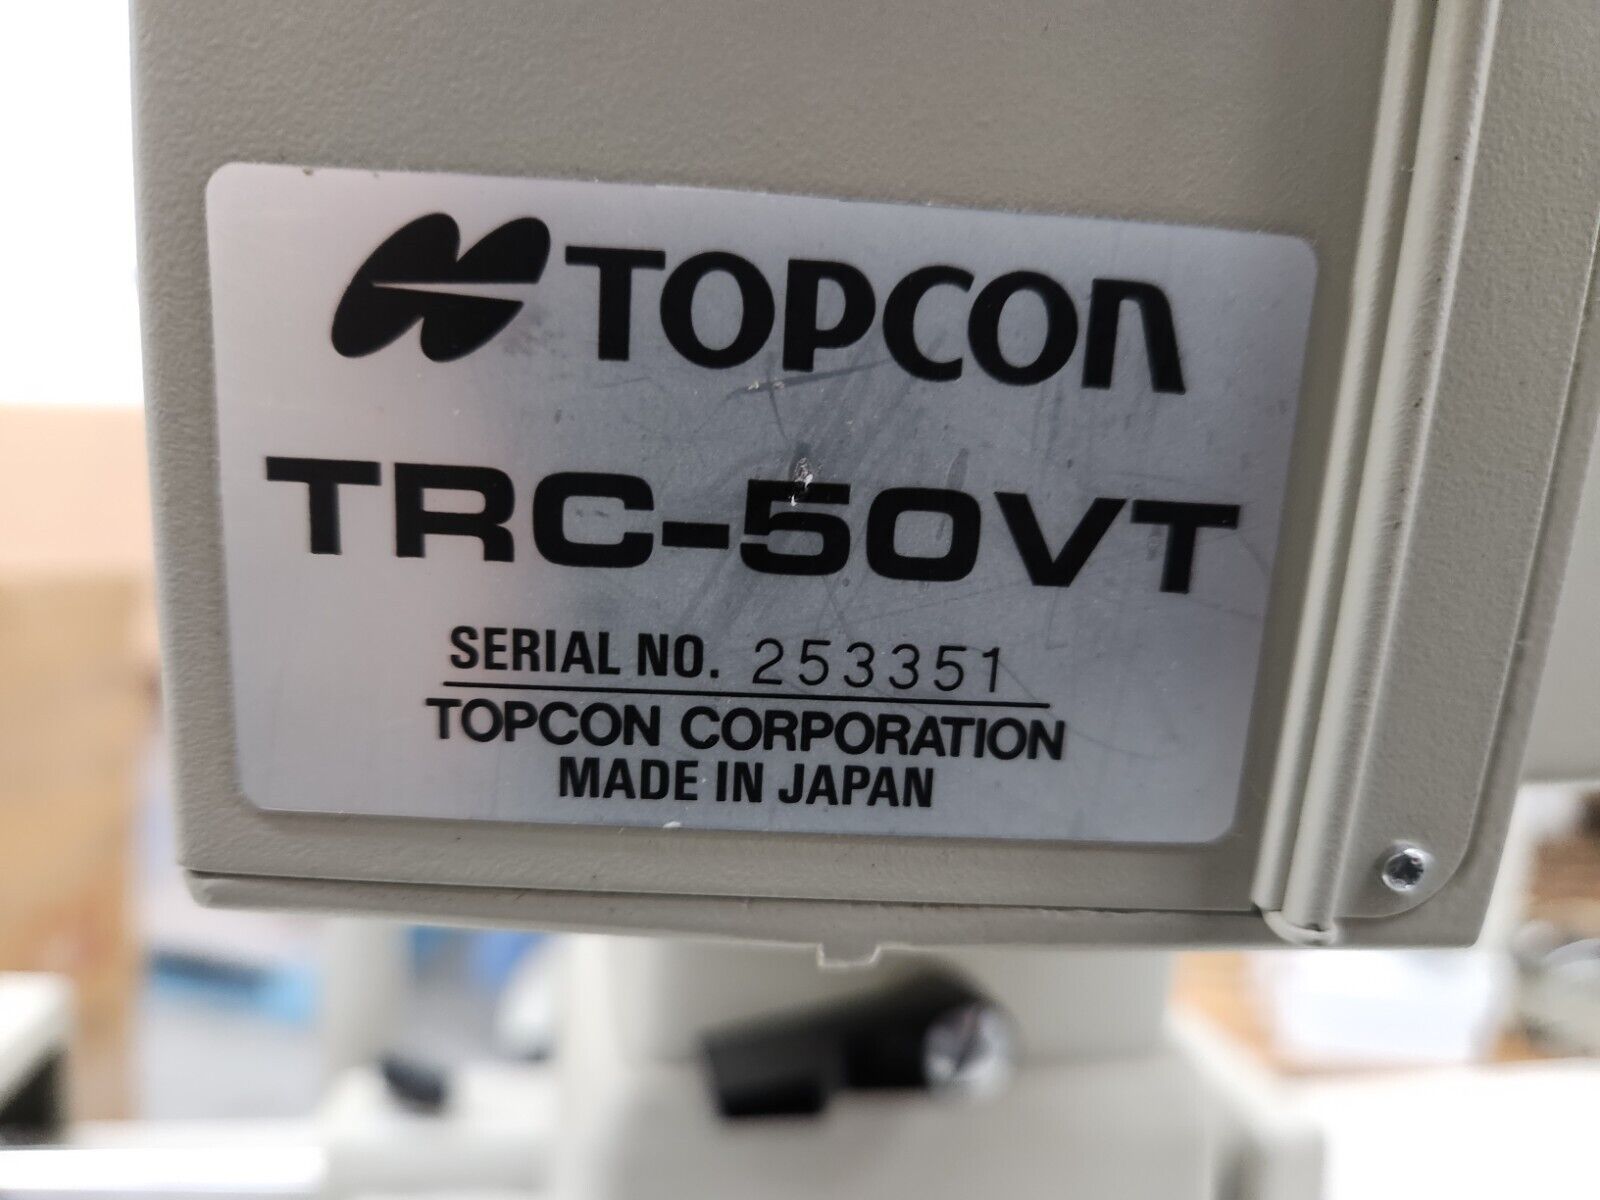 TOPCON
TRC-50VT
SERIAL NO. 253351
TOPCON CORPORATION
MADE IN JAPAN